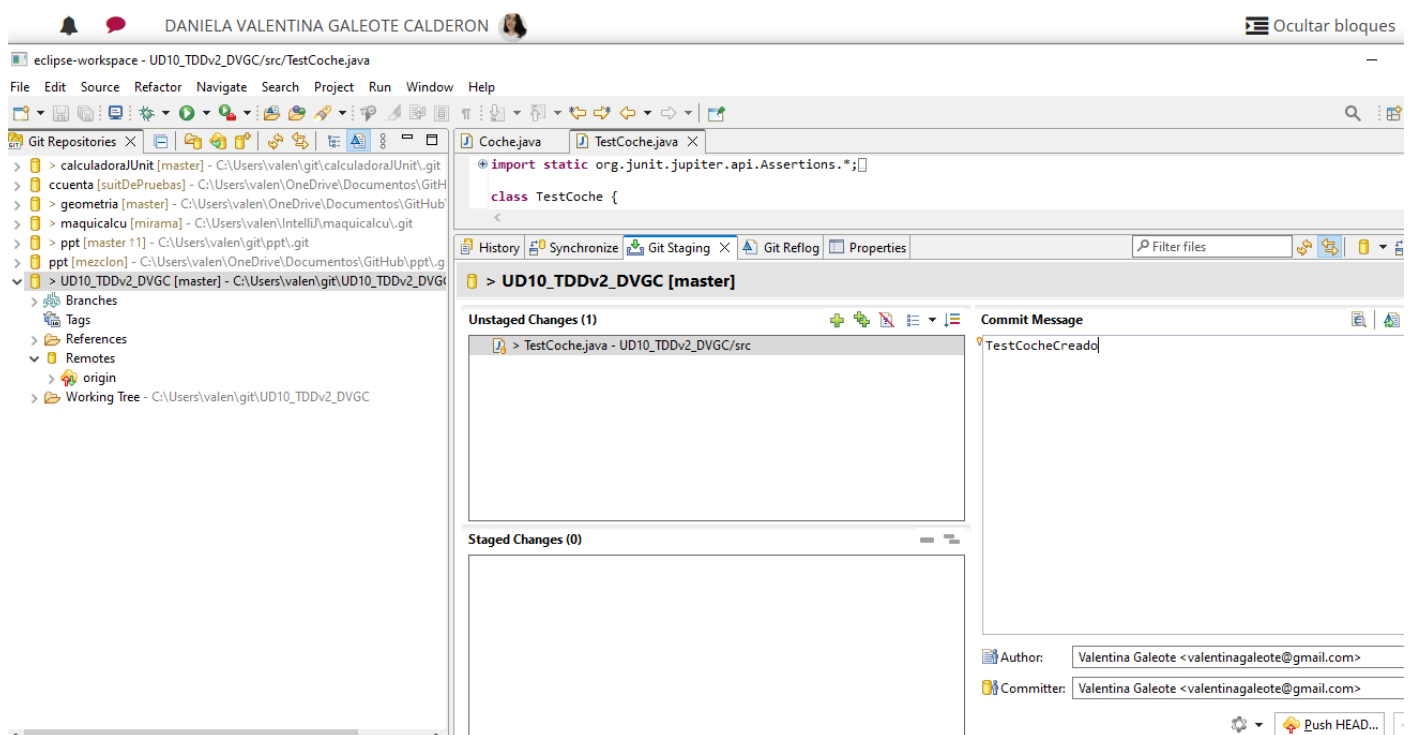 DANIELA VALENTINA GALEOTE CALDERON
Ocultar bloques
eclipse-workspace - UD10_TDDv2_DVGC/src/TestCoche.java
File Edit Source Refactor Navigate Search Project Run Window Help
Git Repositories
> calculadoraJUnit [master] - C:\Users\valen\git\calculadoraJUnit\.git
ccuenta [suitDePruebas] - C:\Users\valen\OneDrive\Documentos\GitH
> geometria [master] - C:\Users\valen\OneDrive\Documentos\GitHub
> maquicalcu [mirama] - C:\Users\valen\IntelliJ\maquicalcu\.git
> ppt [master ↑1] - C:\Users\valen\git\ppt\.git
ppt [mezclon] - C:\Users\valen\OneDrive\Documentos\GitHub\ppt\.g
> UD10_TDDv2_DVGC [master] - C:\Users\valen\git\UD10_TDDv2_DVG
Branches
Tags
References
Remotes
origin
Working Tree - C:\Users\valen\git\UD10_TDDv2_DVGC
Coche.java TestCoche.java
import static org.junit.jupiter.api.Assertions.*;
class TestCoche {
History Synchronize Git Staging Git Reflog Properties
Filter files
> UD10_TDDv2_DVGC [master]
Unstaged Changes (1)
> TestCoche.java - UD10_TDDv2_DVGC/src
Staged Changes (0)
Commit Message
TestCocheCreado
Author: Valentina Galeote <valentinagaleote@gmail.com>
Committer: Valentina Galeote <valentinagaleote@gmail.com>
Push HEAD...